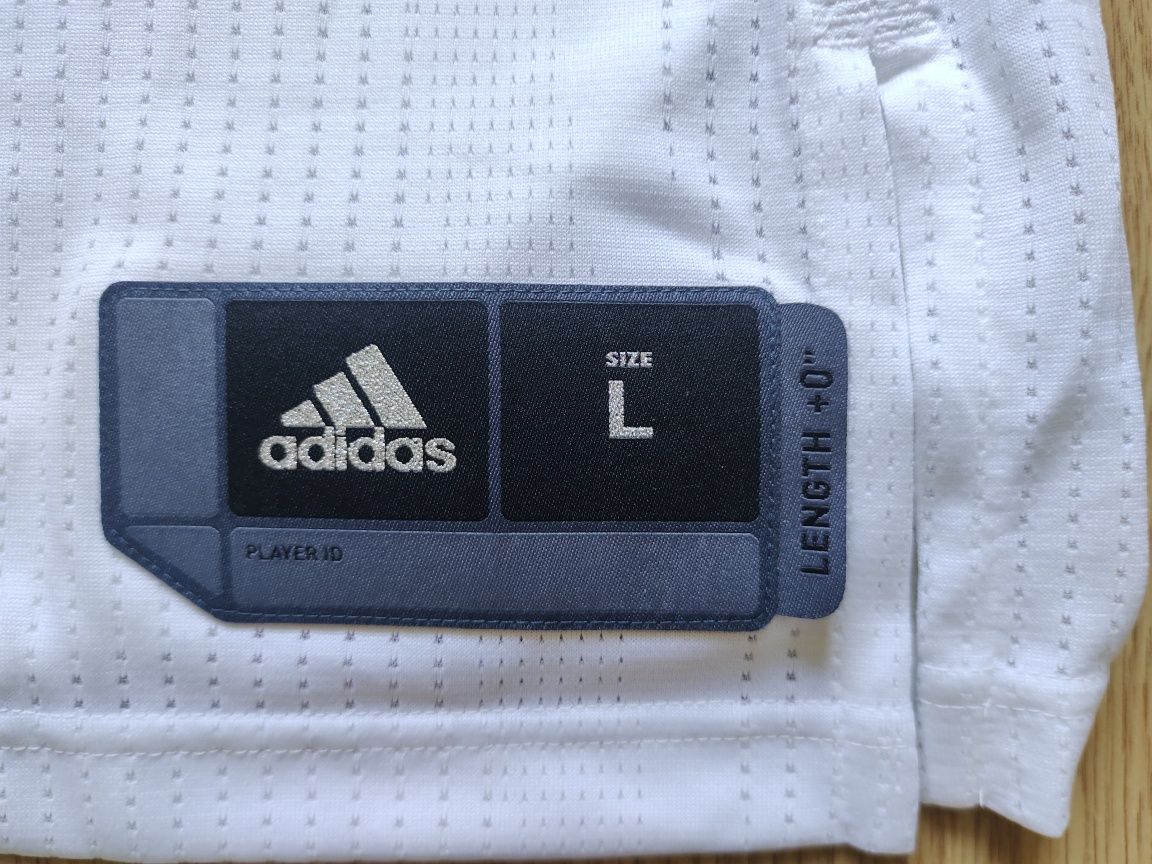 adidas
SIZE
L
LENGTH +0"
PLAYER ID